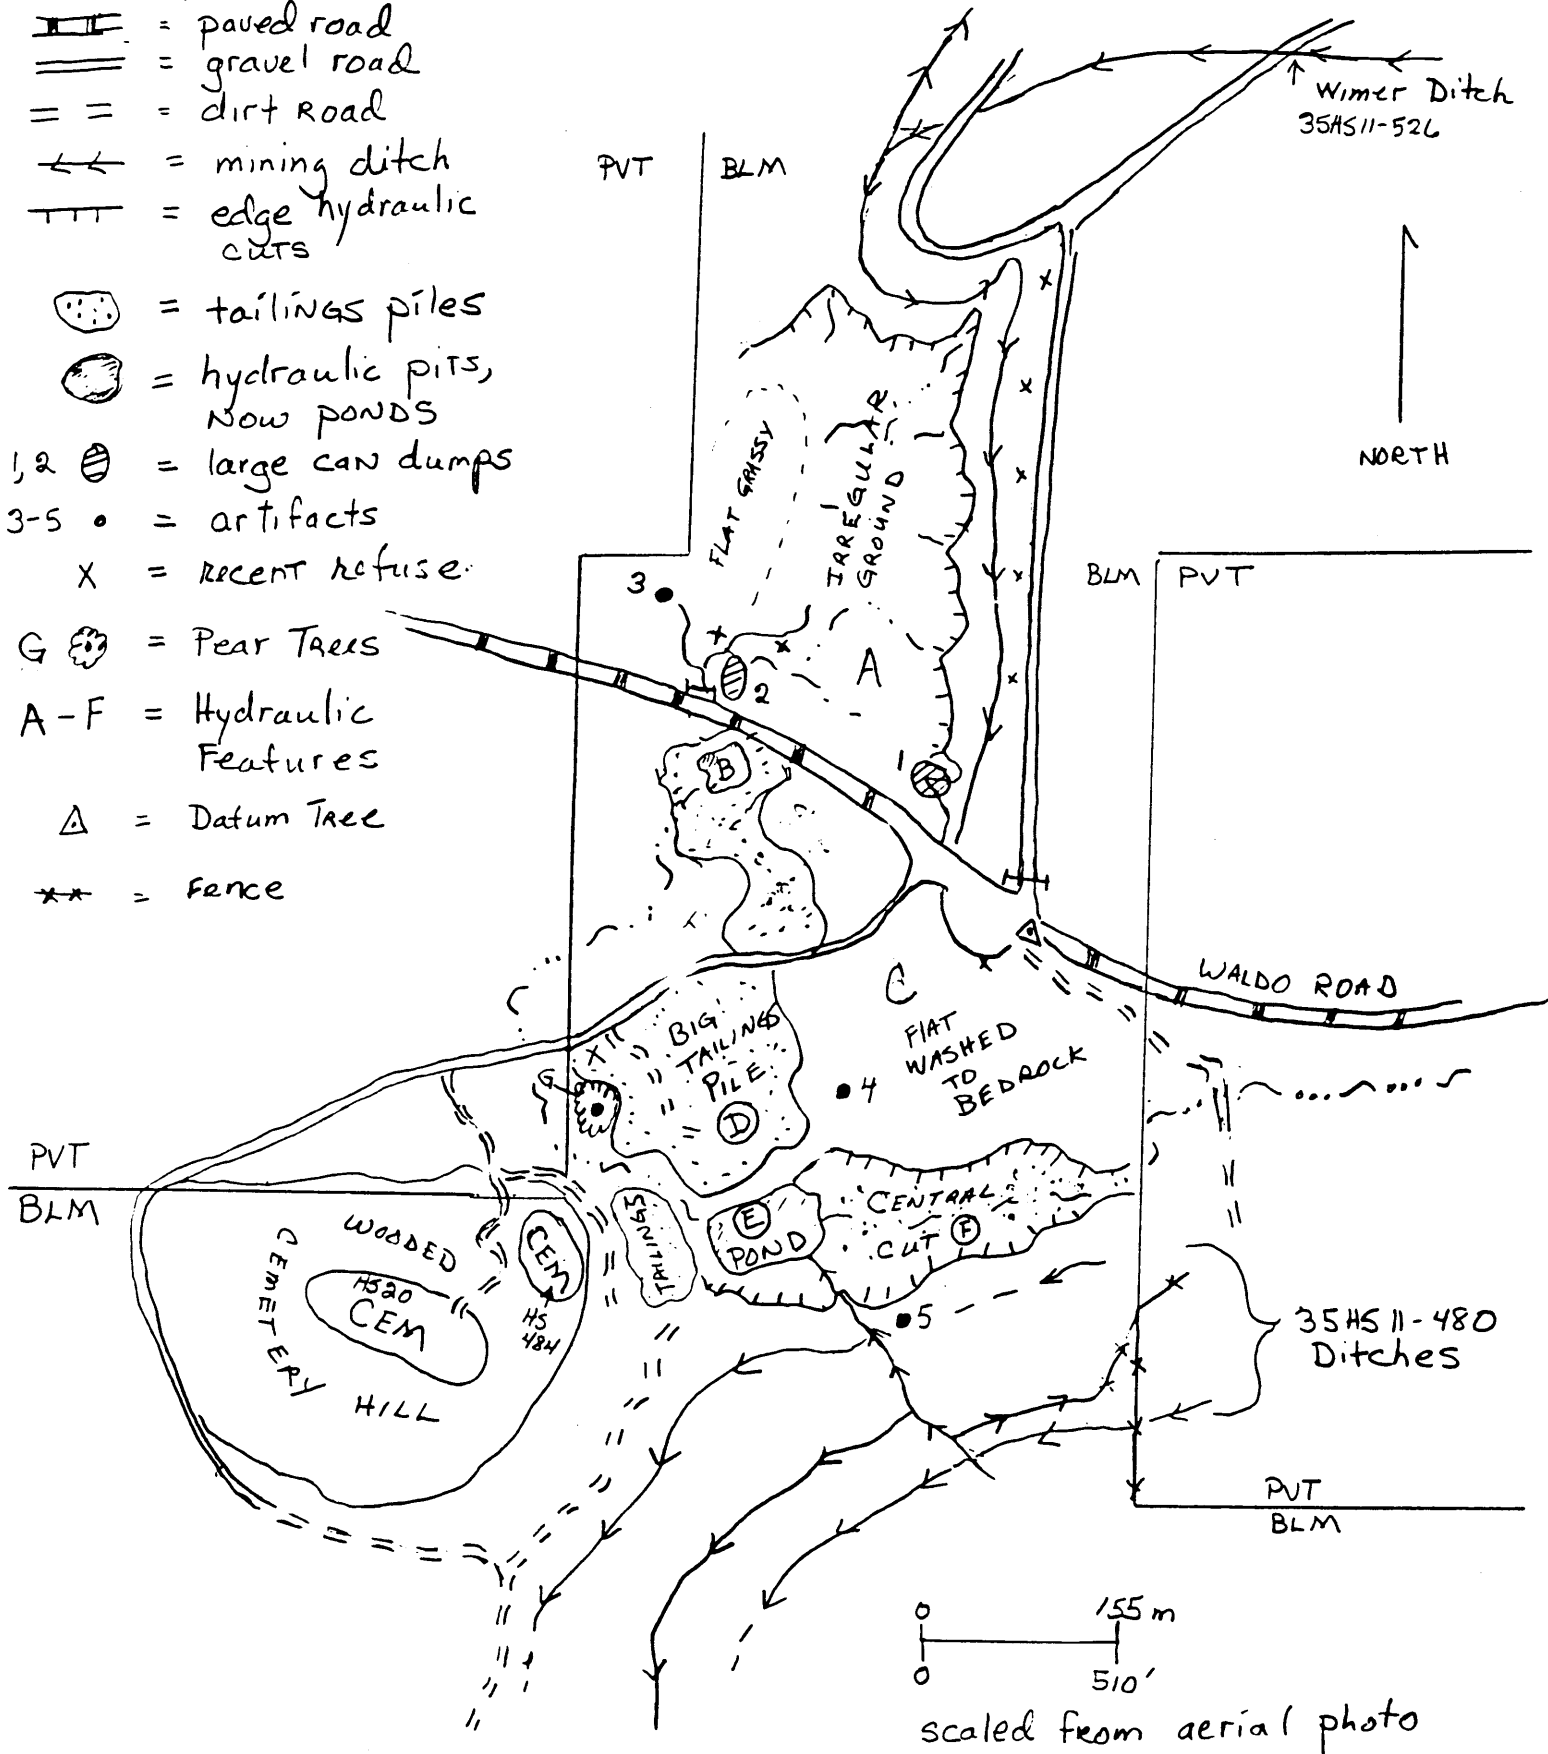 = paved road
= gravel road
= dirt Road
= mining ditch
= edge hydraulic
cuts
= tailings piles
= hydraulic pits,
now ponds
1,2 = large can dumps
3-5 • = artifacts
X = recent refuse.
G = Pear Trees
A-F = Hydraulic
Features
= Datum Tree
= Fence
Wimer Ditch
35HS11-526
PVT BLM
NORTH
FLAT GRASSY
IRREGULAR
GROUND
BLM PVT
3
A
2
1
B
WALDO ROAD
C
FLAT
WASHED
TO
BEDROCK
BIG
TAILINGS
PILE
D
X
G
4
PVT
BLM
CENTRAL
CUT F
E
POND
TAILINGS
WOODED
CEMETERY
HILL
HS20
CEM
CEM
HS
484
5
35HS11-480
Ditches
PVT
BLM
0 155m
0 510'
scaled from aerial photo